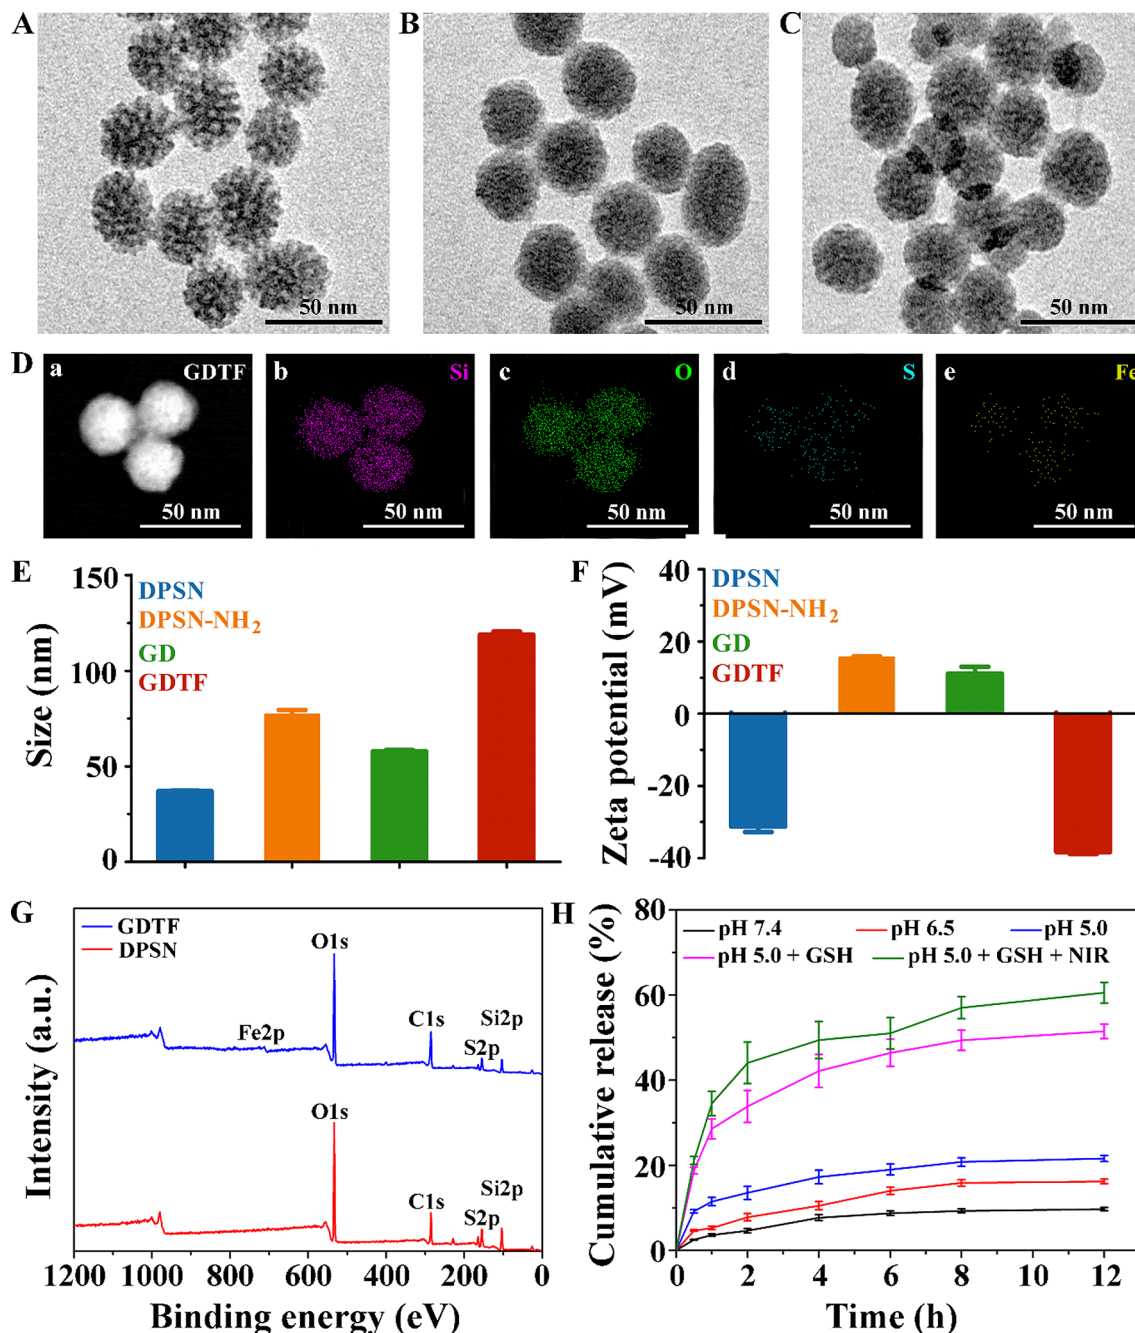 A
B
C
50 nm
50 nm
50 nm
D
a
GDTF
b
Si
c
O
d
S
e
Fe
50 nm
50 nm
50 nm
50 nm
50 nm
E
Size (nm)
150
100
50
0
DPSN
DPSN-NH₂
GD
GDTF
F
Zeta potential (mV)
40
20
0
-20
-40
DPSN
DPSN-NH₂
GD
GDTF
G
Intensity (a.u.)
GDTF
DPSN
O1s
Fe2p
C1s
Si2p
S2p
O1s
C1s
Si2p
S2p
1200 1000 800 600 400 200 0
Binding energy (eV)
H
Cumulative release (%)
80
60
40
20
0
pH 7.4 pH 6.5 pH 5.0
pH 5.0 + GSH pH 5.0 + GSH + NIR
0 2 4 6 8 10 12
Time (h)